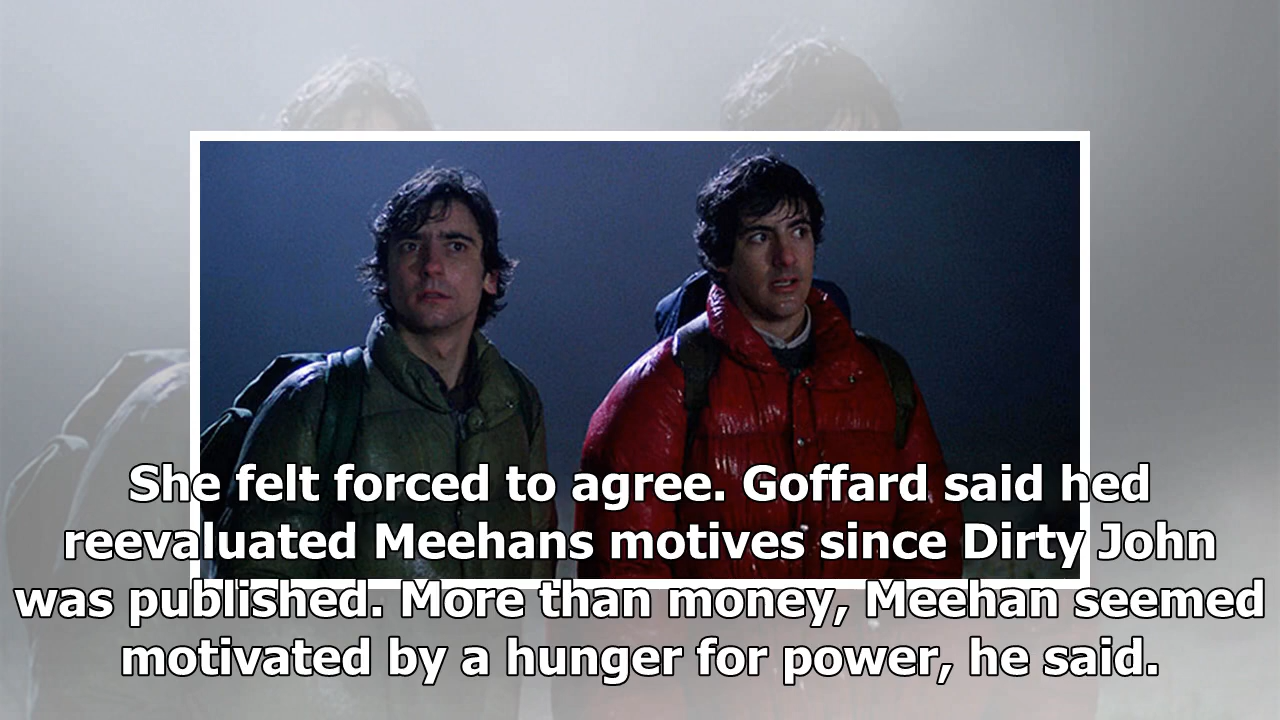 She felt forced to agree. Goffard said hed
reevaluated Meehans motives since Dirty John
was published. More than money, Meehan seemed
motivated by a hunger for power, he said.